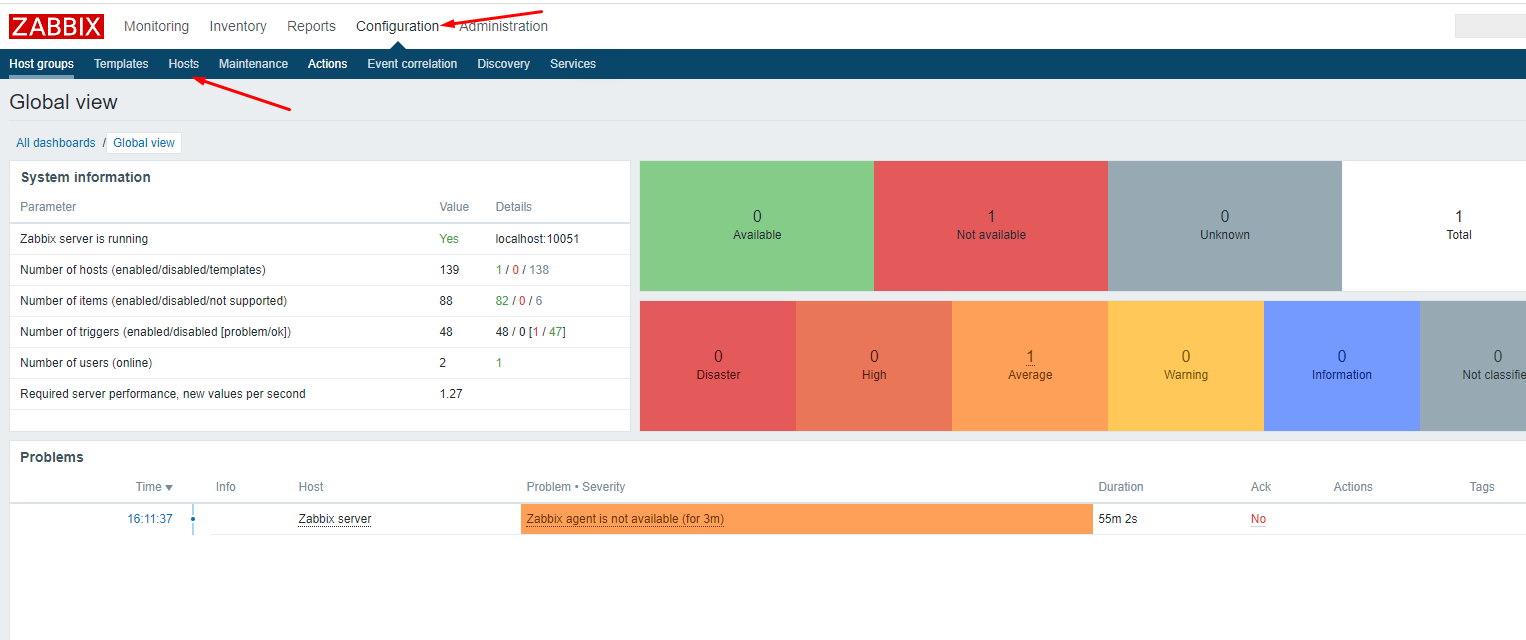 ZABBIX Monitoring Inventory Reports Configuration Administration
Host groups Templates Hosts Maintenance Actions Event correlation Discovery Services
Global view
All dashboards / Global view
System information
Parameter Value Details
Zabbix server is running Yes localhost:10051
Number of hosts (enabled/disabled/templates) 139 1 / 0 / 138
Number of items (enabled/disabled/not supported) 88 82 / 0 / 6
Number of triggers (enabled/disabled [problem/ok]) 48 48 / 0 [1 / 47]
Number of users (online) 2 1
Required server performance, new values per second 1.27
0 1 0 1
Available Not available Unknown Total
0 0 1 0 0 0
Disaster High Average Warning Information Not classifie
Problems
Time Info Host Problem • Severity Duration Ack Actions Tags
16:11:37 Zabbix server Zabbix agent is not available (for 3m) 55m 2s No